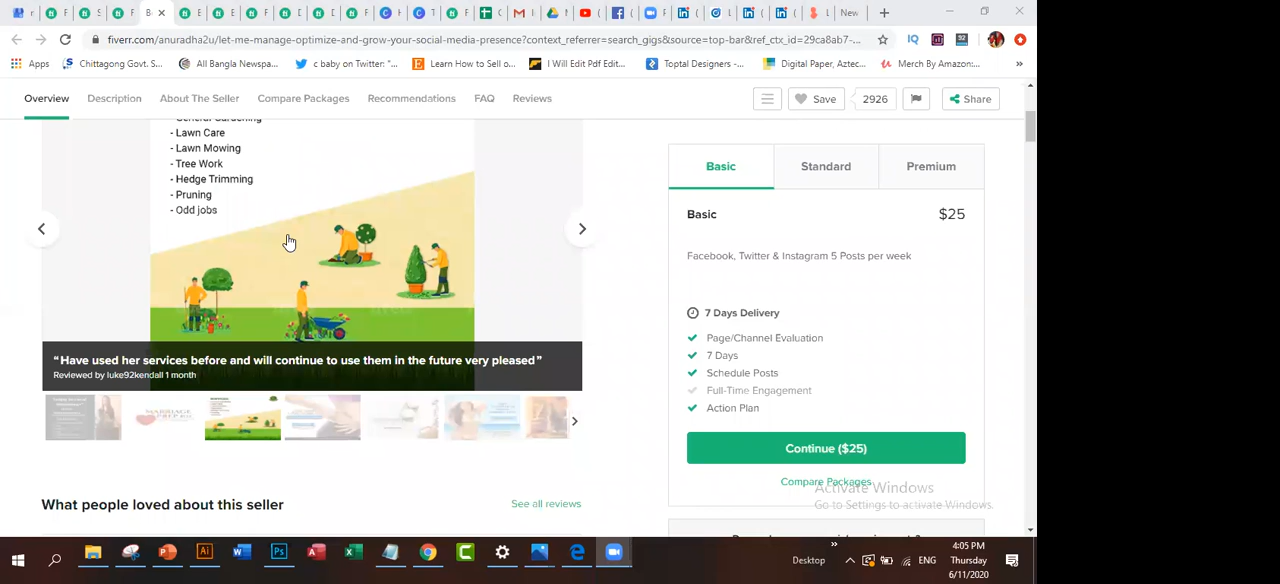 B
New
fiverr.com/anuradha2u/let-me-manage-optimize-and-grow-your-social-media-presence?context_referrer=search_gigs&source=top-bar&ref_ctx_id=29ca8ab7-...
Apps
Chittagong Govt. S...
All Bangla Newspa...
c baby on Twitter: "...
Learn How to Sell o...
I Will Edit Pdf Edit...
Toptal Designers -...
Digital Paper, Aztec...
Merch By Amazon:...
»
Overview
Description
About The Seller
Compare Packages
Recommendations
FAQ
Reviews
Save
2926
Share
- General Gardening
- Lawn Care
- Lawn Mowing
- Tree Work
- Hedge Trimming
- Pruning
- Odd jobs
“Have used her services before and will continue to use them in the future very pleased”
Reviewed by luke92kendall 1 month
What people loved about this seller
See all reviews
Basic
Standard
Premium
Basic
$25
Facebook, Twitter & Instagram 5 Posts per week
7 Days Delivery
Page/Channel Evaluation
7 Days
Schedule Posts
Full-Time Engagement
Action Plan
Continue ($25)
Compare Packages
Activate Windows
Go to Settings to activate Windows.
Desktop
»
ENG
4:05 PM
Thursday
6/11/2020